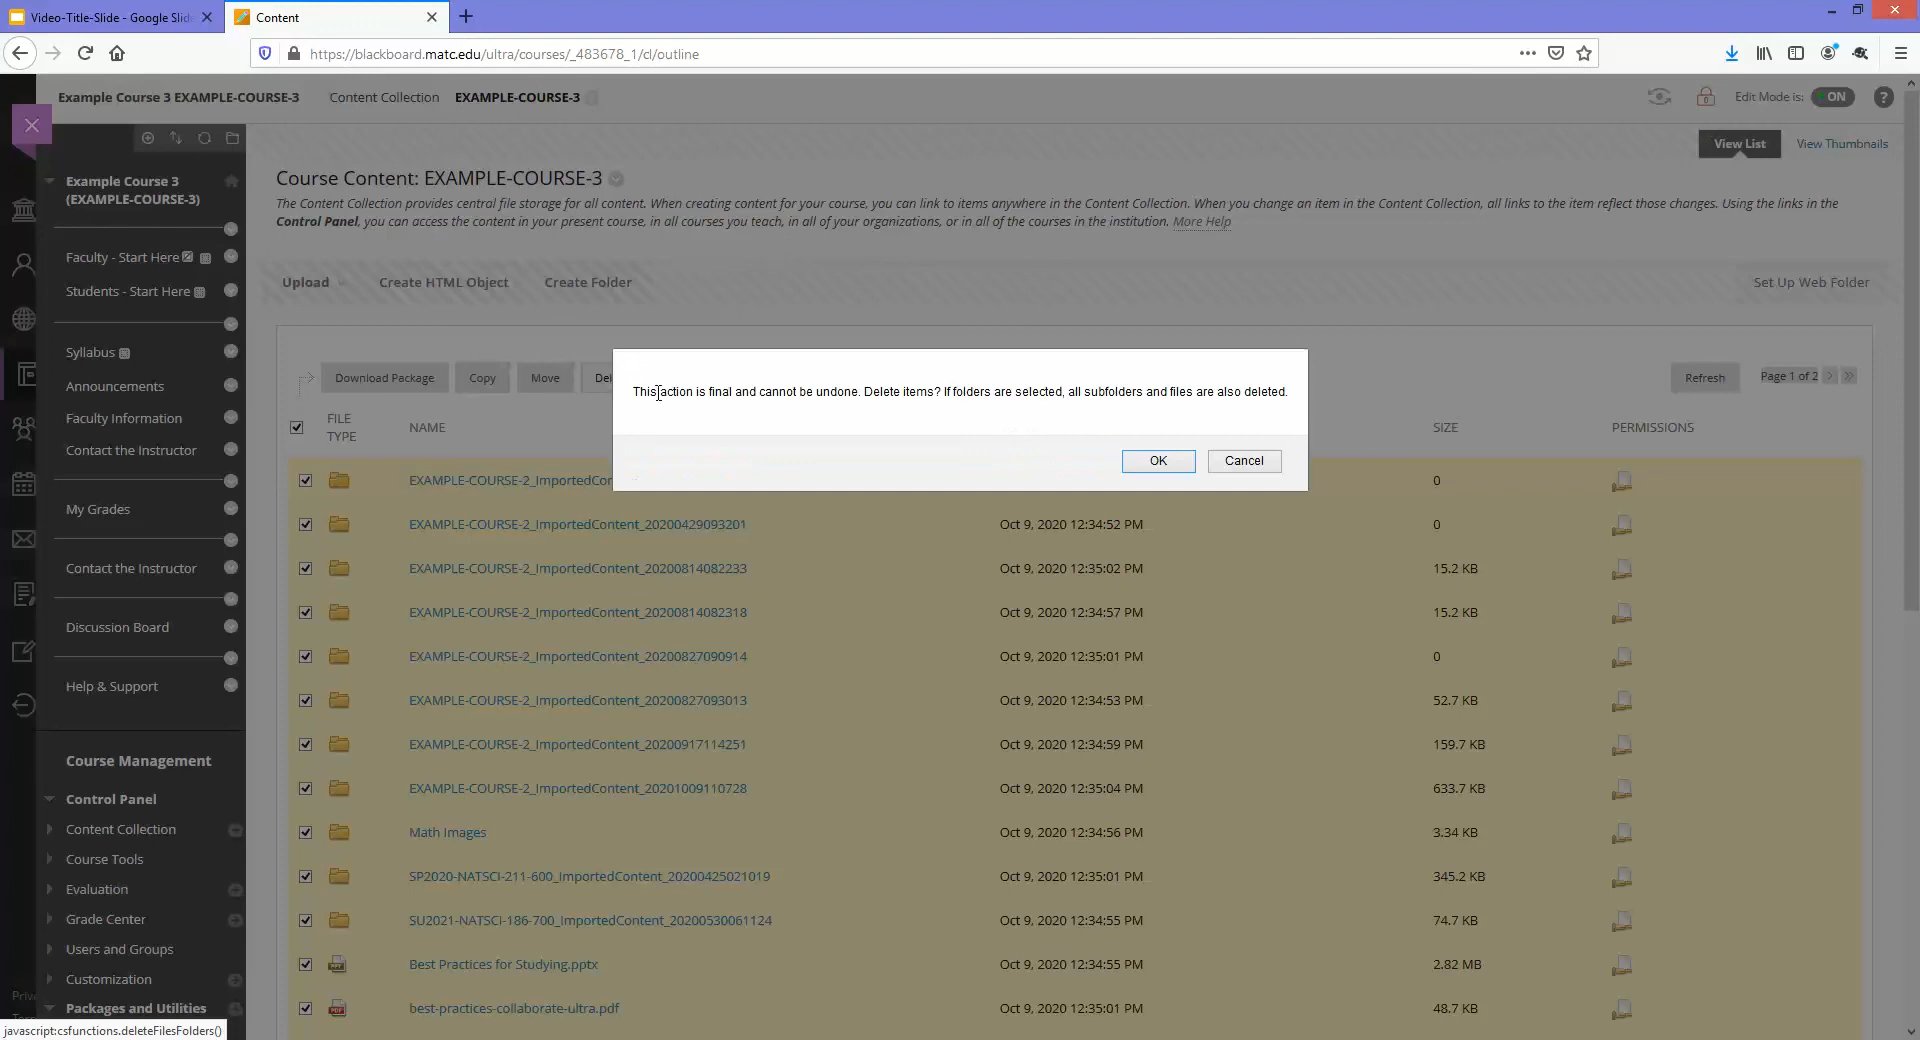 Video-Title-Slide - Google Slid
Content
https://blackboard.matc.edu/ultra/courses/_483678_1/cl/outline
Example Course 3 EXAMPLE-COURSE-3
Content Collection
EXAMPLE-COURSE-3
Edit Mode is:
ON
?
View List
View Thumbnails
Example Course 3
(EXAMPLE-COURSE-3)
Faculty - Start Here
Students - Start Here
Syllabus
Announcements
Faculty Information
Contact the Instructor
My Grades
Contact the Instructor
Discussion Board
Help & Support
Course Management
Control Panel
Content Collection
Course Tools
Evaluation
Grade Center
Users and Groups
Customization
Packages and Utilities
javascript:csfunctions.deleteFilesFolders()
Course Content: EXAMPLE-COURSE-3
The Content Collection provides central file storage for all content. When creating content for your course, you can link to items anywhere in the Content Collection. When you change an item in the Content Collection, all links to the item reflect those changes. Using the links in the
Control Panel, you can access the content in your present course, in all courses you teach, in all of your organizations, or in all of the courses in the institution. More Help
Upload
Create HTML Object
Create Folder
Set Up Web Folder
Download Package
Copy
Move
Del
Refresh
Page 1 of 2
This action is final and cannot be undone. Delete items? If folders are selected, all subfolders and files are also deleted.
OK
Cancel
FILE
TYPE
NAME
SIZE
PERMISSIONS
EXAMPLE-COURSE-2_ImportedCon
0
EXAMPLE-COURSE-2_ImportedContent_20200429093201 Oct 9, 2020 12:34:52 PM 0
EXAMPLE-COURSE-2_ImportedContent_20200814082233 Oct 9, 2020 12:35:02 PM 15.2 KB
EXAMPLE-COURSE-2_ImportedContent_20200814082318 Oct 9, 2020 12:34:57 PM 15.2 KB
EXAMPLE-COURSE-2_ImportedContent_20200827090914 Oct 9, 2020 12:35:01 PM 0
EXAMPLE-COURSE-2_ImportedContent_20200827093013 Oct 9, 2020 12:34:53 PM 52.7 KB
EXAMPLE-COURSE-2_ImportedContent_20200917114251 Oct 9, 2020 12:34:59 PM 159.7 KB
EXAMPLE-COURSE-2_ImportedContent_20201009110728 Oct 9, 2020 12:35:04 PM 633.7 KB
Math Images Oct 9, 2020 12:34:56 PM 3.34 KB
SP2020-NATSCI-211-600_ImportedContent_20200425021019 Oct 9, 2020 12:35:01 PM 345.2 KB
SU2021-NATSCI-186-700_ImportedContent_20200530061124 Oct 9, 2020 12:34:55 PM 74.7 KB
Best Practices for Studying.pptx Oct 9, 2020 12:34:55 PM 2.82 MB
best-practices-collaborate-ultra.pdf Oct 9, 2020 12:35:01 PM 48.7 KB